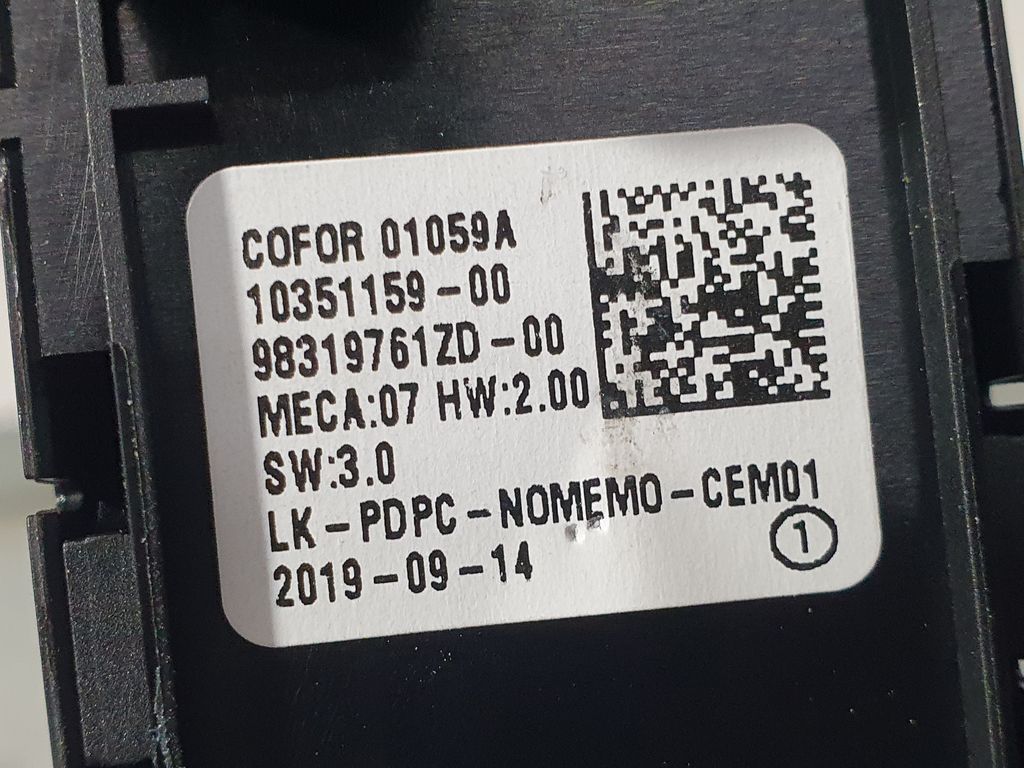 COFOR 01059A
10351159-00
98319761ZD-00
MECA:07 HW:2.00
SW:3.0
LK-PDPC-NOMEMO-CEM01
2019-09-14
1